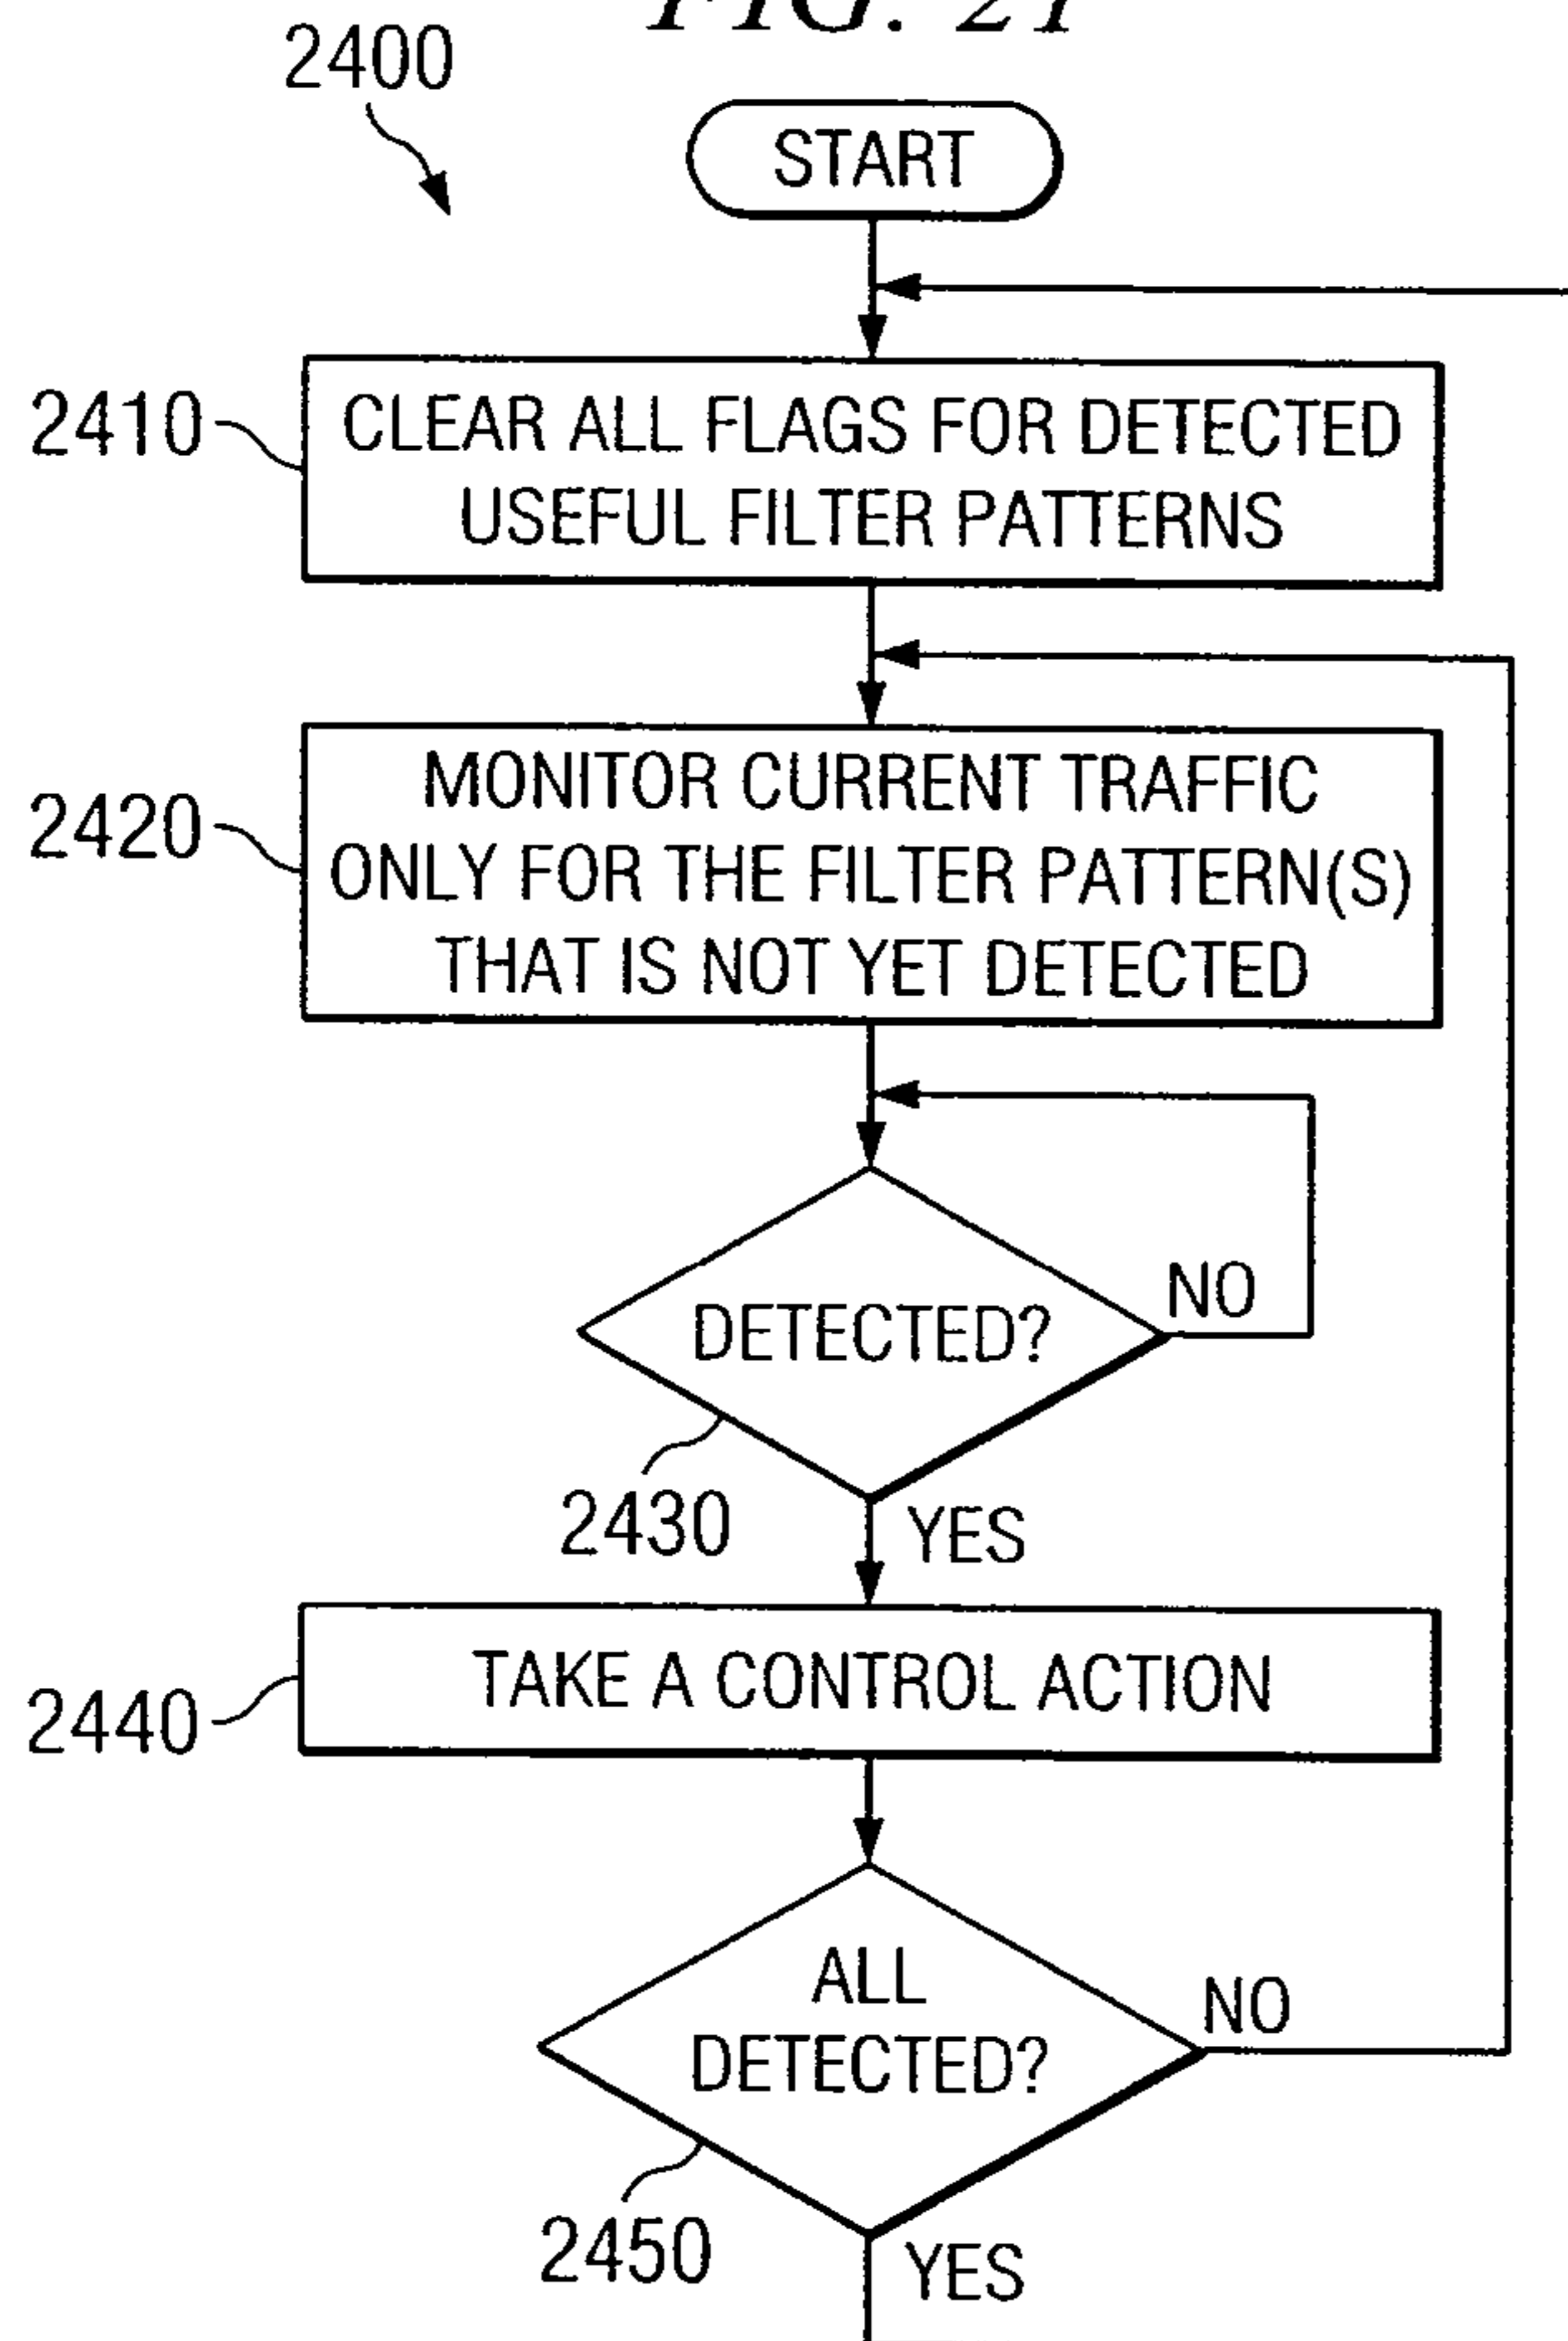 2400
START
2410
CLEAR ALL FLAGS FOR DETECTED
USEFUL FILTER PATTERNS
2420
MONITOR CURRENT TRAFFIC
ONLY FOR THE FILTER PATTERN(S)
THAT IS NOT YET DETECTED
DETECTED?
NO
2430
YES
2440
TAKE A CONTROL ACTION
ALL
DETECTED?
NO
2450
YES